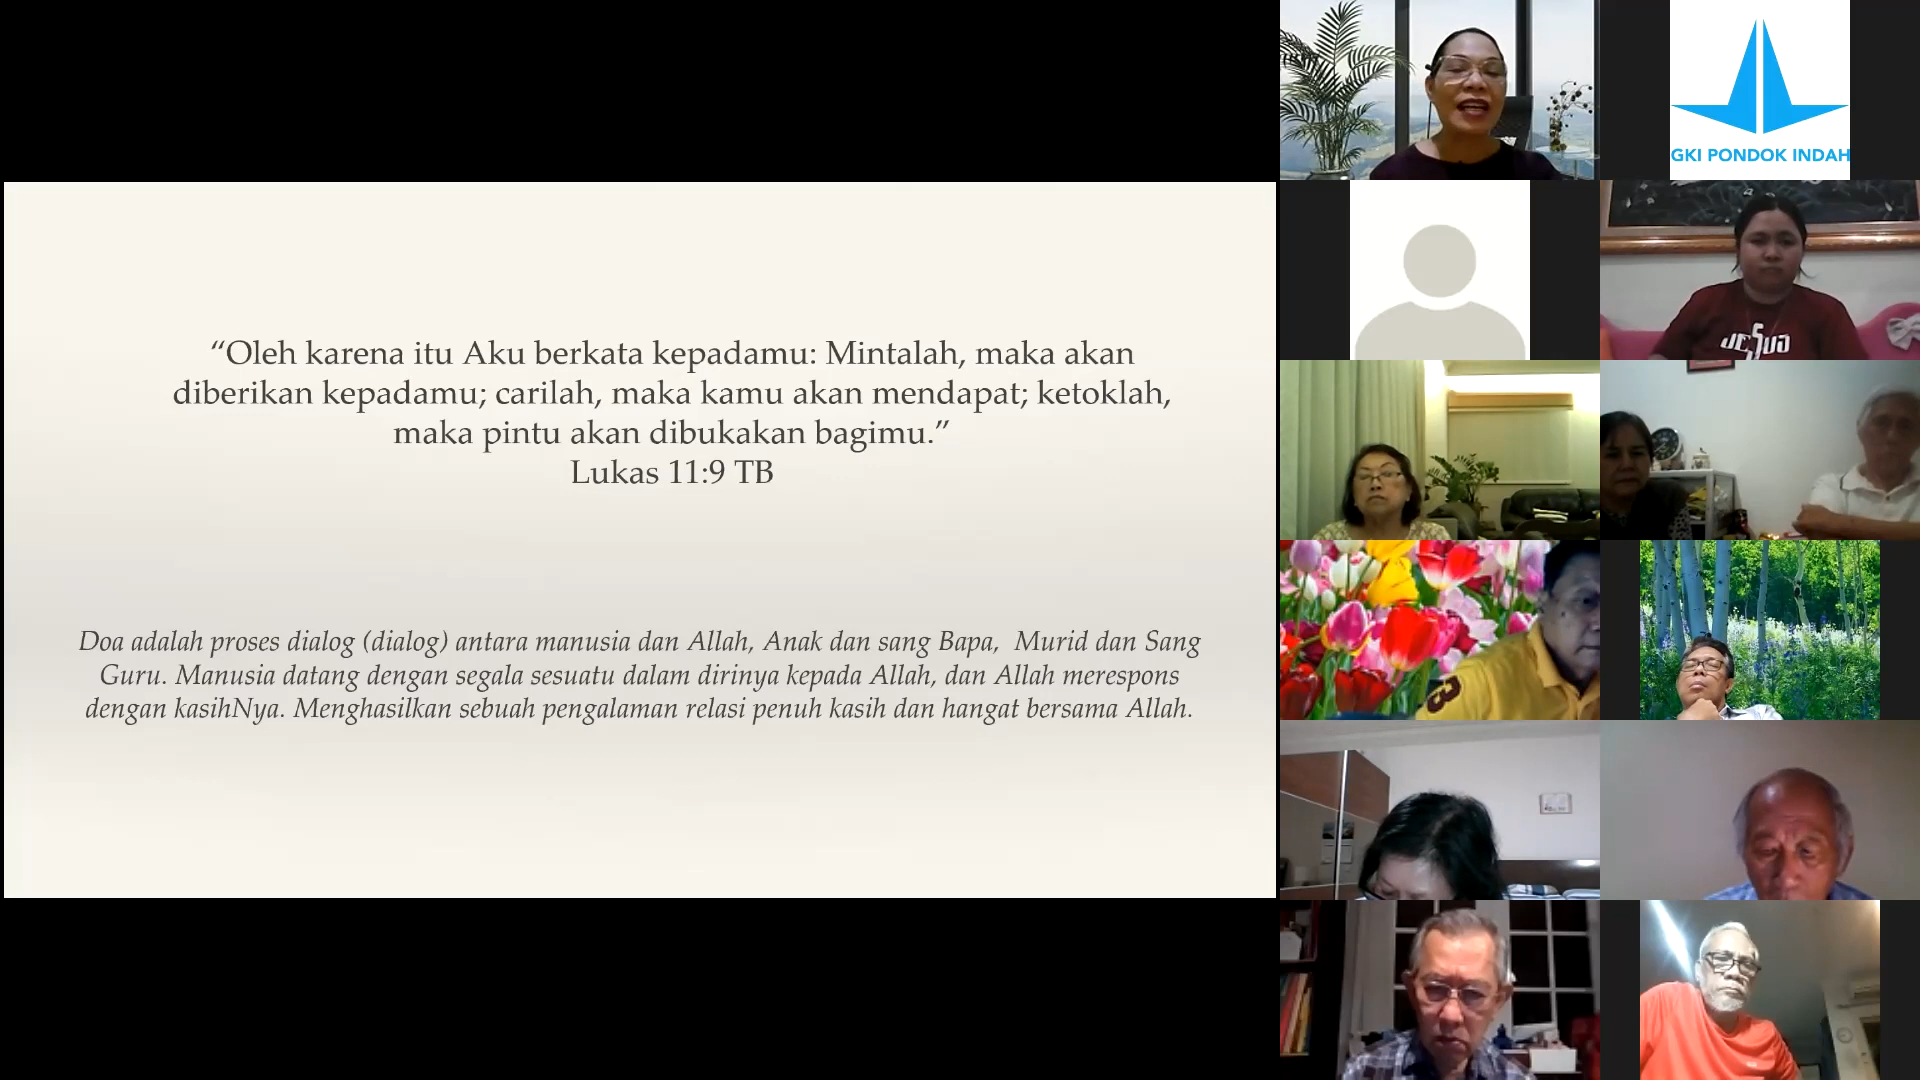 “Oleh karena itu Aku berkata kepadamu: Mintalah, maka akan
diberikan kepadamu; carilah, maka kamu akan mendapat; ketoklah,
maka pintu akan dibukakan bagimu.”
Lukas 11:9 TB
Doa adalah proses dialog (dialog) antara manusia dan Allah, Anak dan sang Bapa,  Murid dan Sang
Guru. Manusia datang dengan segala sesuatu dalam dirinya kepada Allah, dan Allah merespons
dengan kasihNya. Menghasilkan sebuah pengalaman relasi penuh kasih dan hangat bersama Allah.
GKI PONDOK INDAH
3